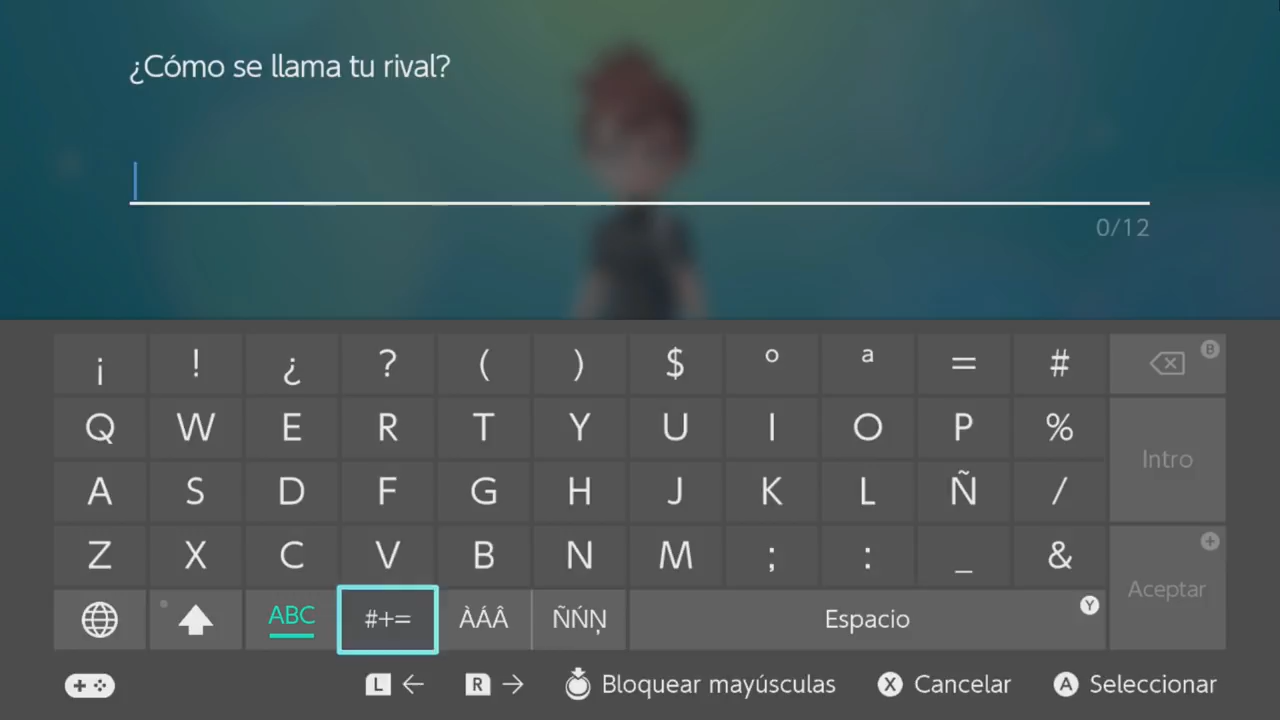 ¿Cómo se llama tu rival?
0/12
¡ ! ¿ ? ( ) $ º ª = # B
Q W E R T Y U I O P %
Intro
A S D F G H J K L Ñ /
Z X C V B N M ; : _ & +
Aceptar
ABC #+= ÀÁÂ ÑŃŅ Espacio Y
L ← R → Bloquear mayúsculas X Cancelar A Seleccionar